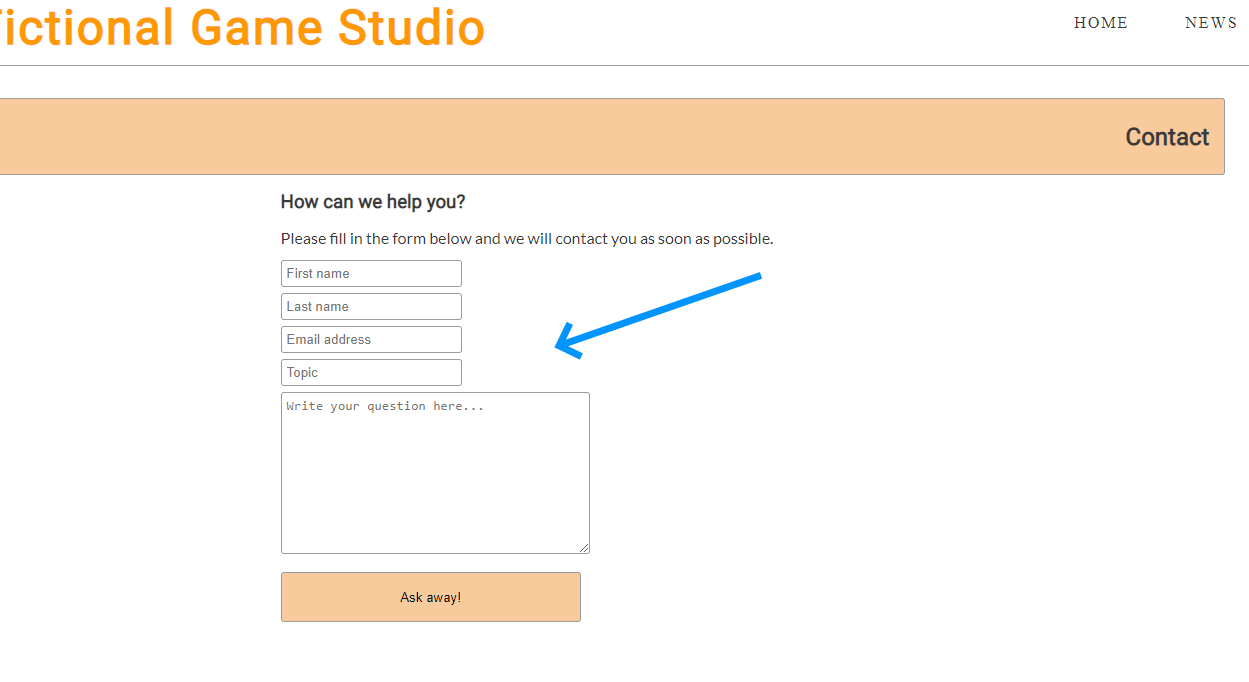 Fictional Game Studio
HOME
NEWS
Contact
How can we help you?
Please fill in the form below and we will contact you as soon as possible.
First name
Last name
Email address
Topic
Write your question here...
Ask away!